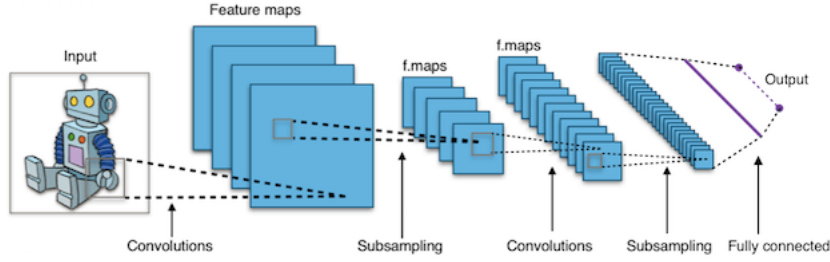 Feature maps
Input
f.maps
f.maps
Output
Convolutions
Subsampling
Convolutions
Subsampling
Fully connected